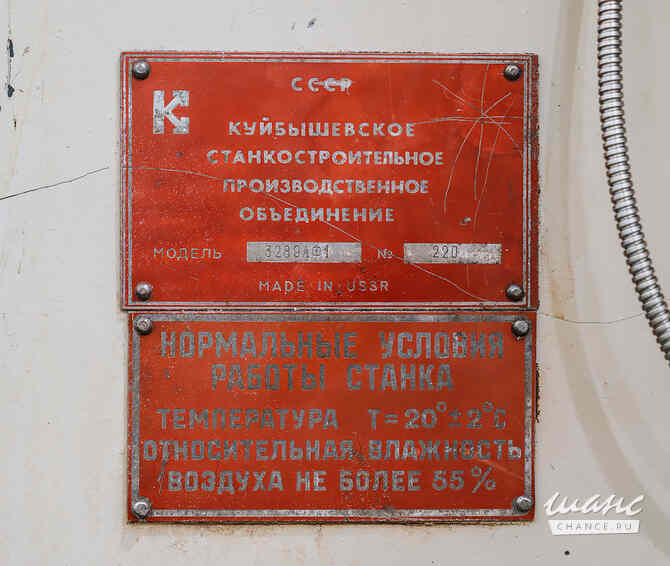 СССР
К
КУЙБЫШЕВСКОЕ
СТАНКОСТРОИТЕЛЬНОЕ
ПРОИЗВОДСТВЕННОЕ
ОБЪЕДИНЕНИЕ
МОДЕЛЬ 3289АФ1 № 220
MADE IN USSR
НОРМАЛЬНЫЕ УСЛОВИЯ
РАБОТЫ СТАНКА
ТЕМПЕРАТУРА Т=20°±2°С
ОТНОСИТЕЛЬНАЯ ВЛАЖНОСТЬ
ВОЗДУХА НЕ БОЛЕЕ 55%
шанс
CHANCE.RU